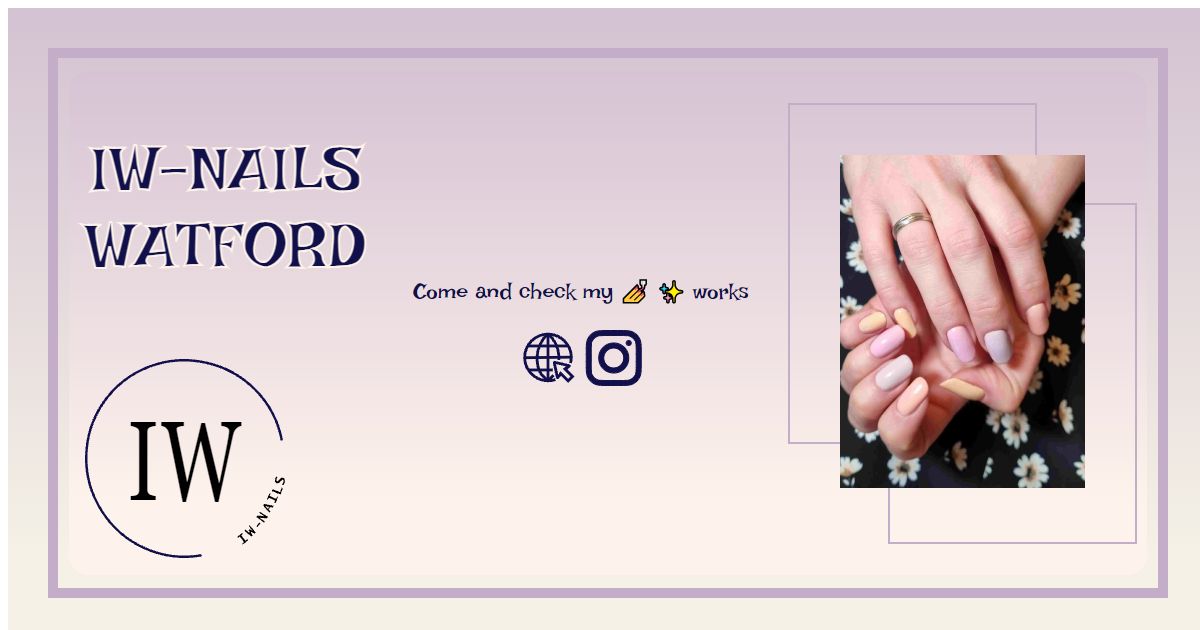 IW-NAILS
WATFORD
Come and check my 💅 ✨ works
IW
IW-NAILS